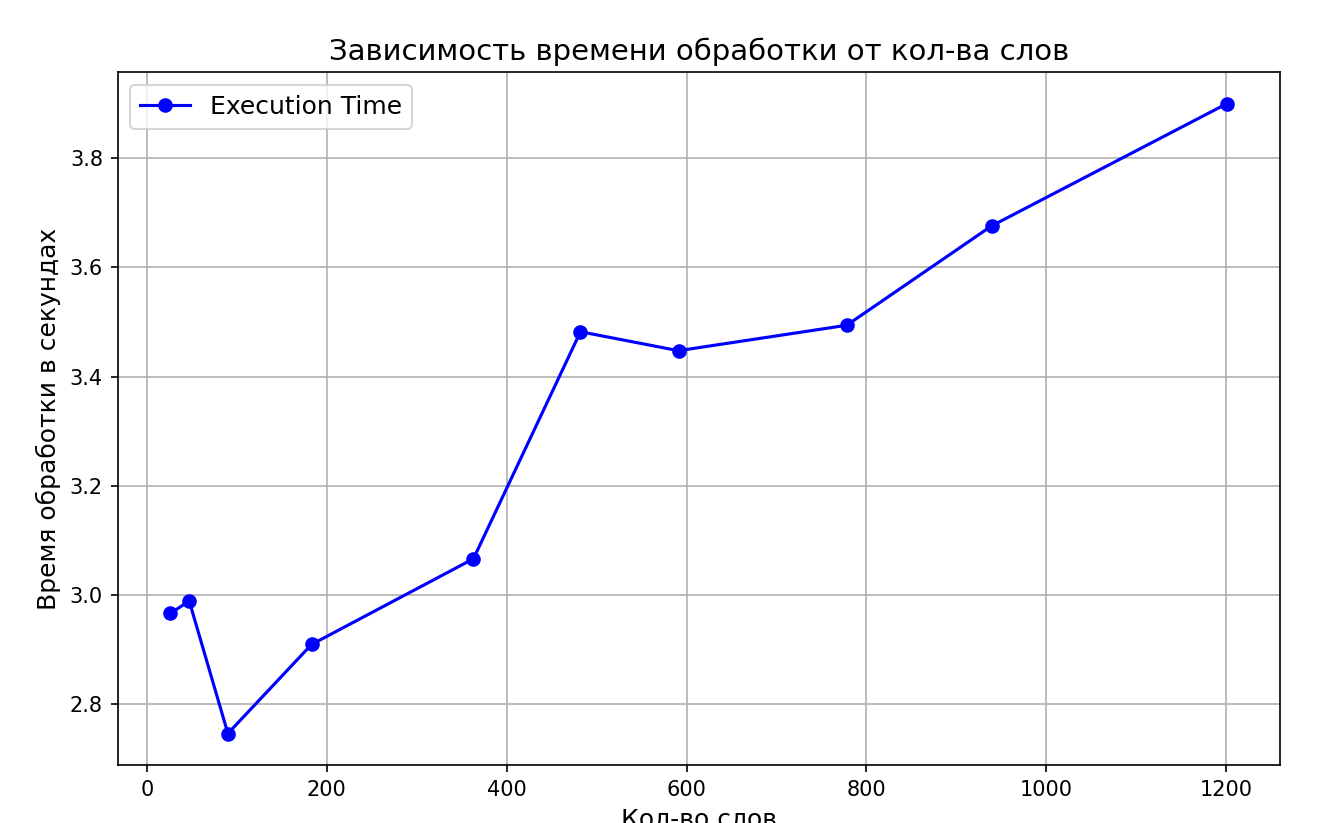 Зависимость времени обработки от кол-ва слов
Execution Time
Время обработки в секундах
3.8
3.6
3.4
3.2
3.0
2.8
0 200 400 600 800 1000 1200
Кол-во слов